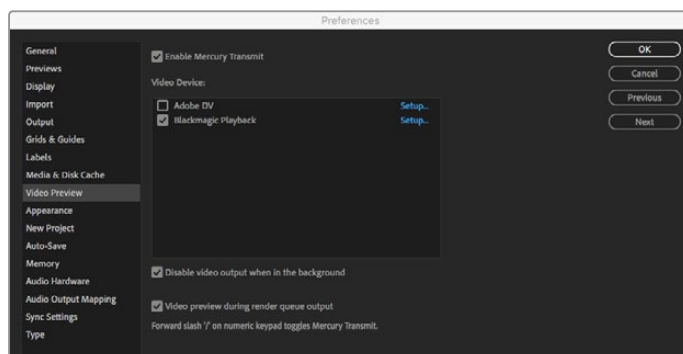 Preferences
General
Previews
Display
Import
Output
Grids & Guides
Labels
Media & Disk Cache
Video Preview
Appearance
New Project
Auto-Save
Memory
Audio Hardware
Audio Output Mapping
Sync Settings
Type
Enable Mercury Transmit
Video Device:
Adobe DV Setup...
Blackmagic Playback Setup...
Disable video output when in the background
Video preview during render queue output
Forward slash '/' on numeric keypad toggles Mercury Transmit.
OK
Cancel
Previous
Next